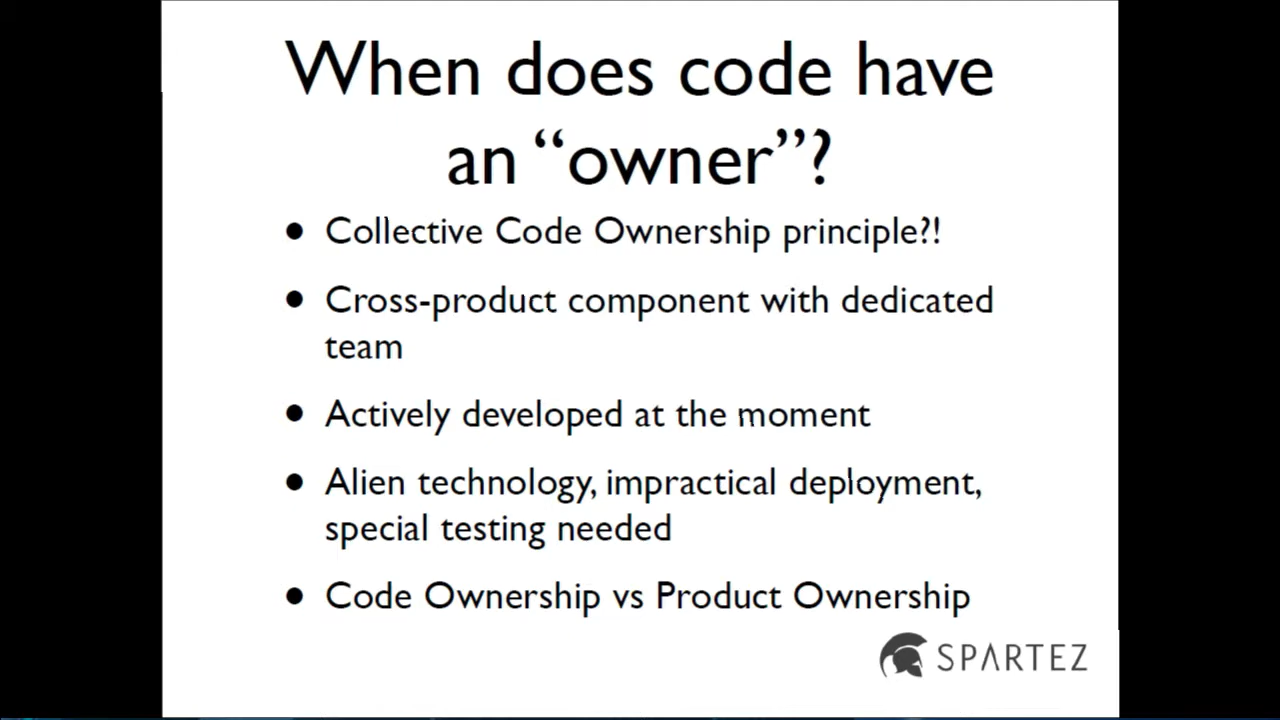 When does code have
an “owner”?
• Collective Code Ownership principle?!
• Cross-product component with dedicated
team
• Actively developed at the moment
• Alien technology, impractical deployment,
special testing needed
• Code Ownership vs Product Ownership
SPARTEZ